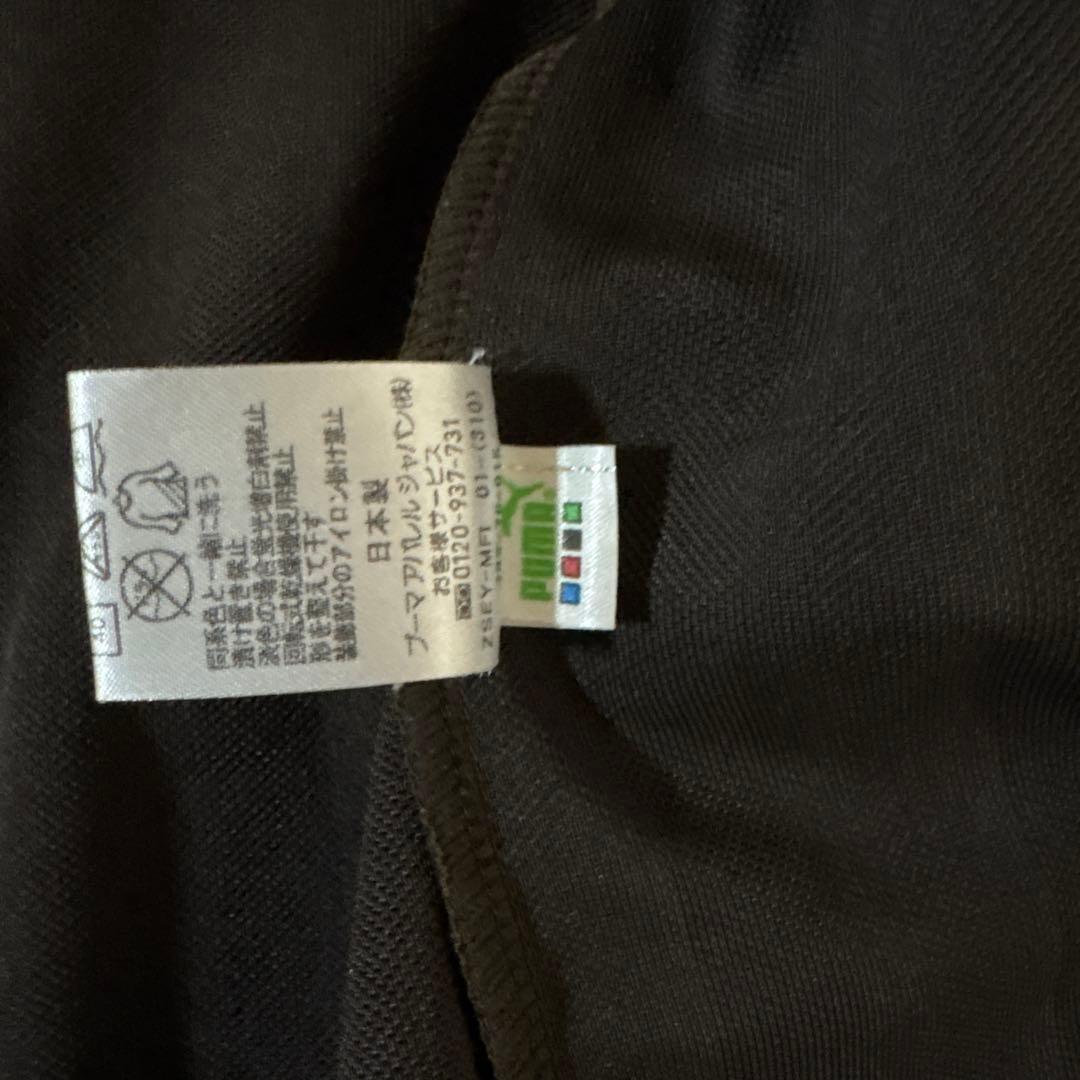 40
同系色と一緒に洗う
漬け置き禁止
淡色の場合蛍光増白剤禁止
回転式乾燥機使用禁止
形を整えて干す
装飾部分のアイロン掛け禁止
日本製
プーマ アパレル ジャパン(株)
お客様サービス
0120-937-731
ZSEY-MFT 01-(310)
PUMA